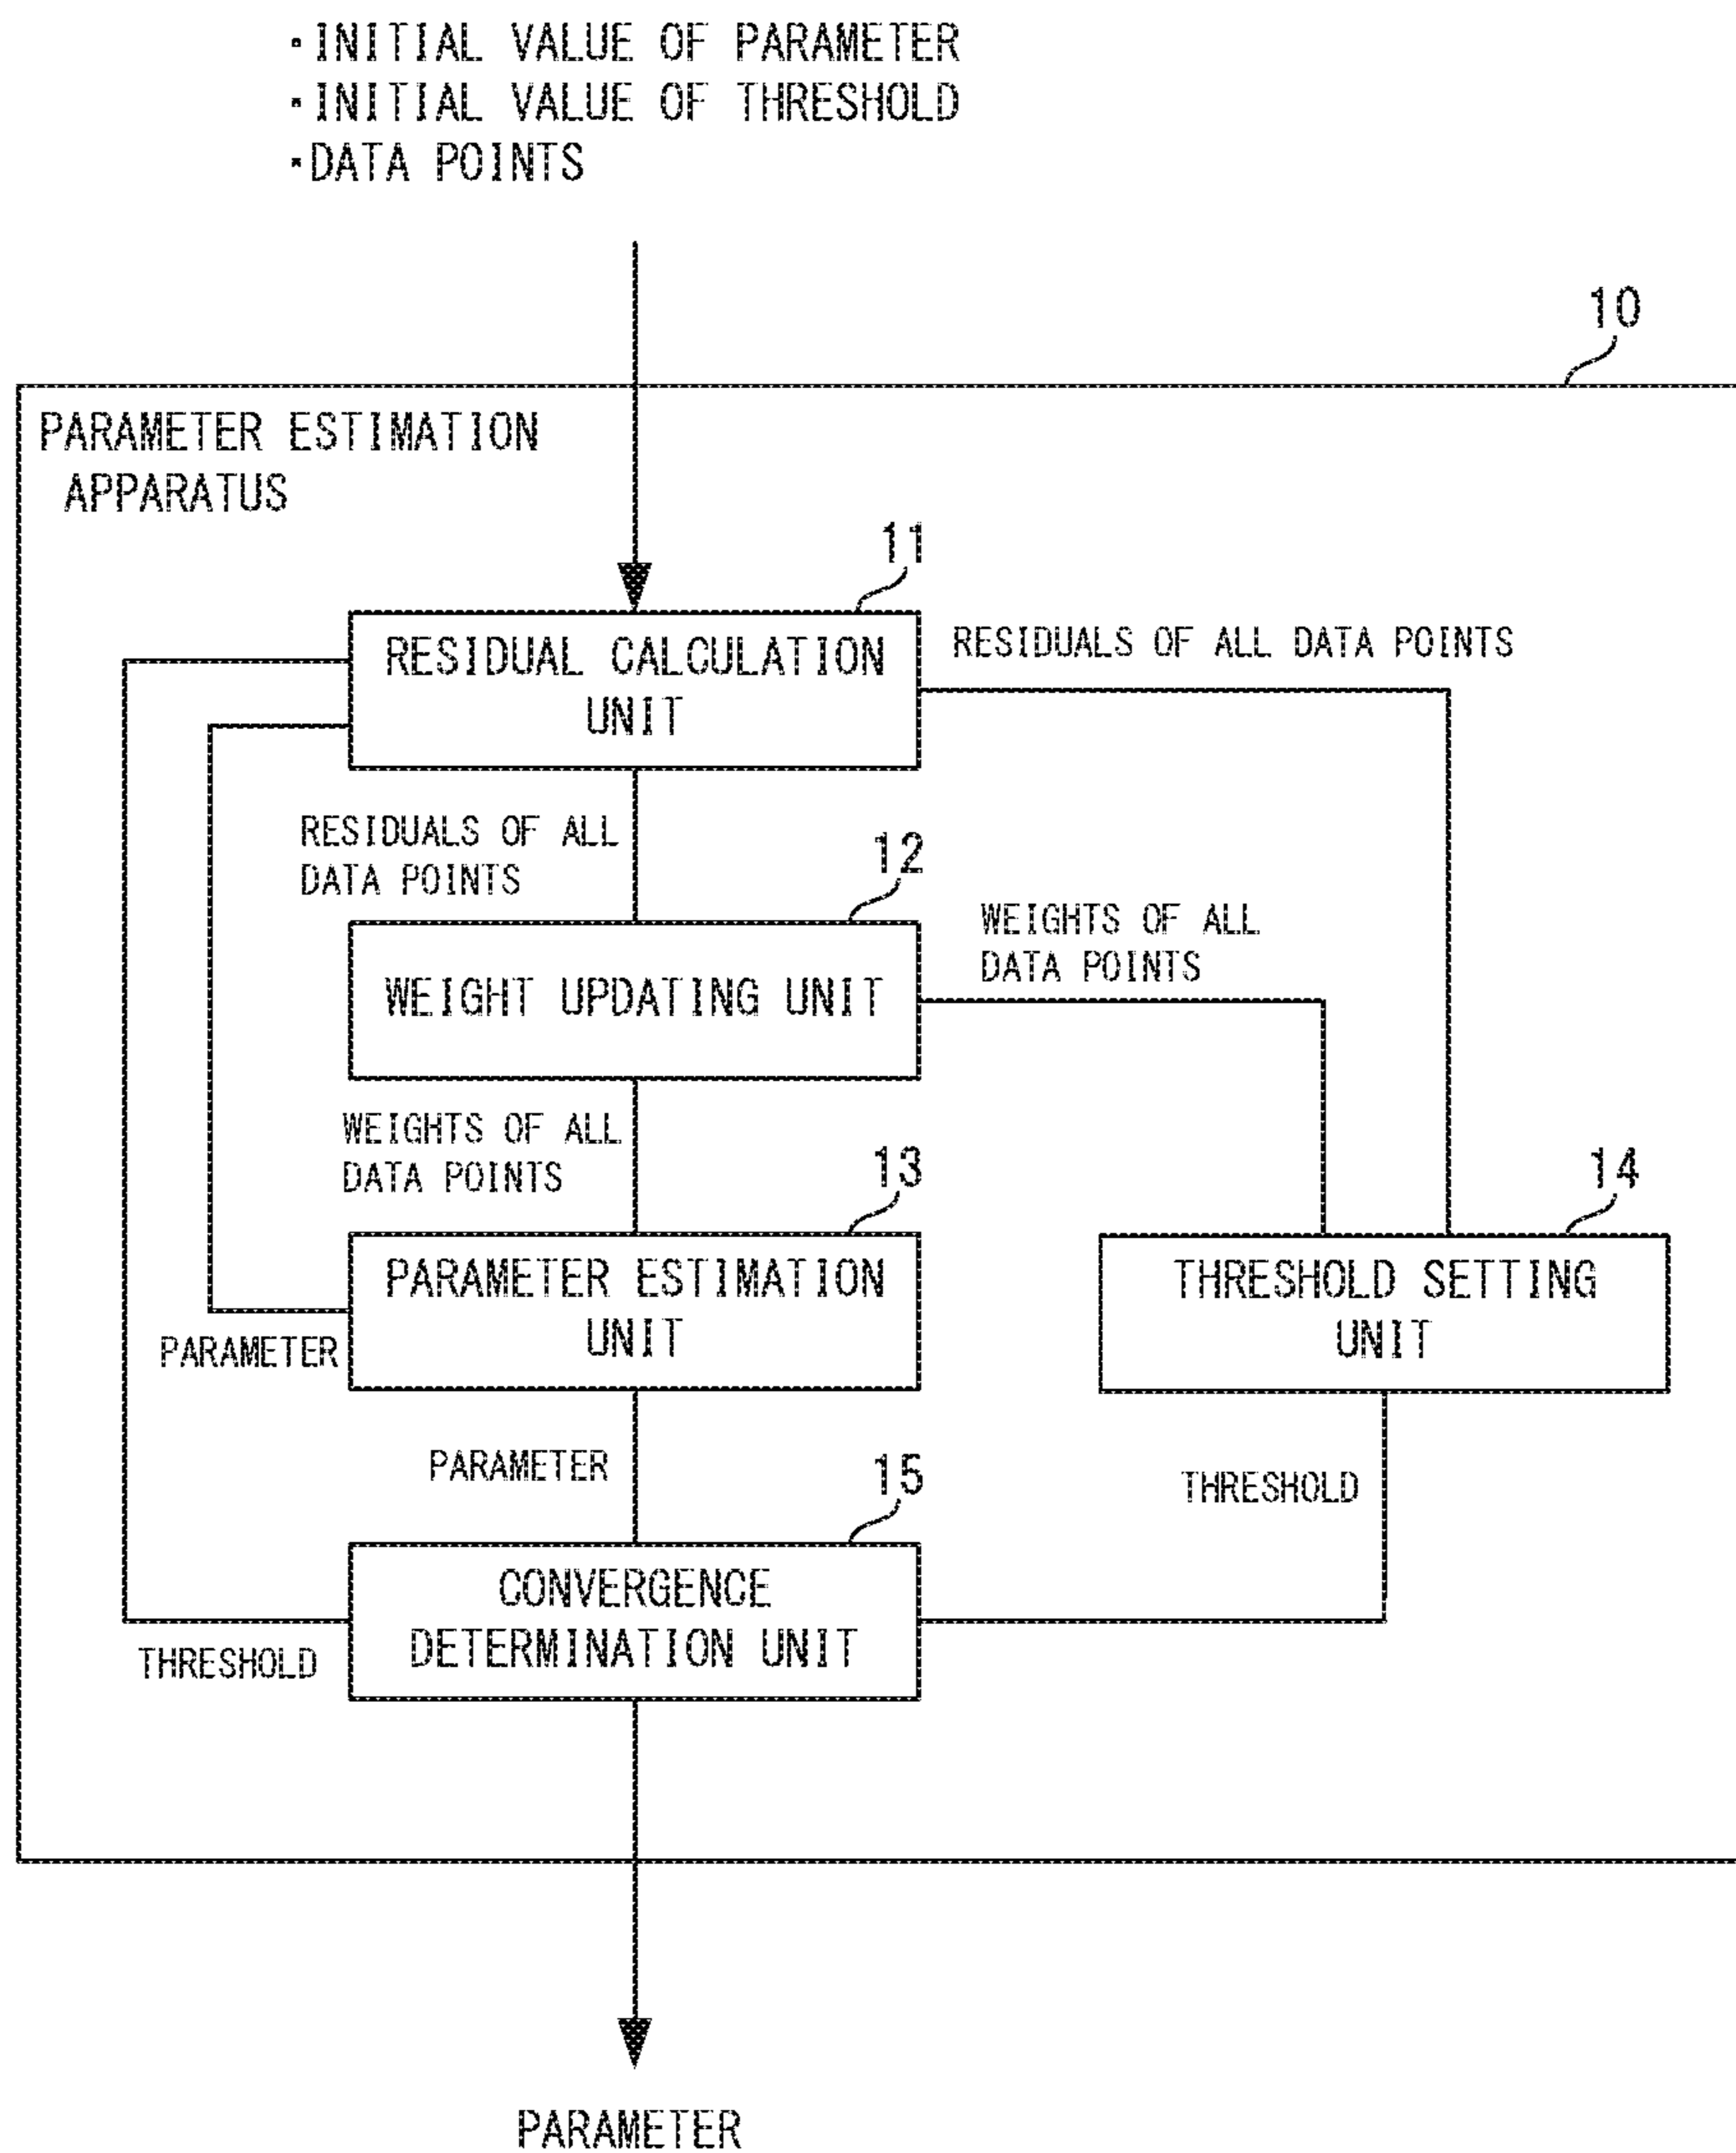 ・INITIAL VALUE OF PARAMETER
・INITIAL VALUE OF THRESHOLD
・DATA POINTS
10
PARAMETER ESTIMATION
APPARATUS
11
RESIDUAL CALCULATION
UNIT
RESIDUALS OF ALL DATA POINTS
RESIDUALS OF ALL
DATA POINTS
12
WEIGHT UPDATING UNIT
WEIGHTS OF ALL
DATA POINTS
WEIGHTS OF ALL
DATA POINTS
13
PARAMETER ESTIMATION
UNIT
14
THRESHOLD SETTING
UNIT
PARAMETER
PARAMETER
15
THRESHOLD
CONVERGENCE
DETERMINATION UNIT
THRESHOLD
PARAMETER